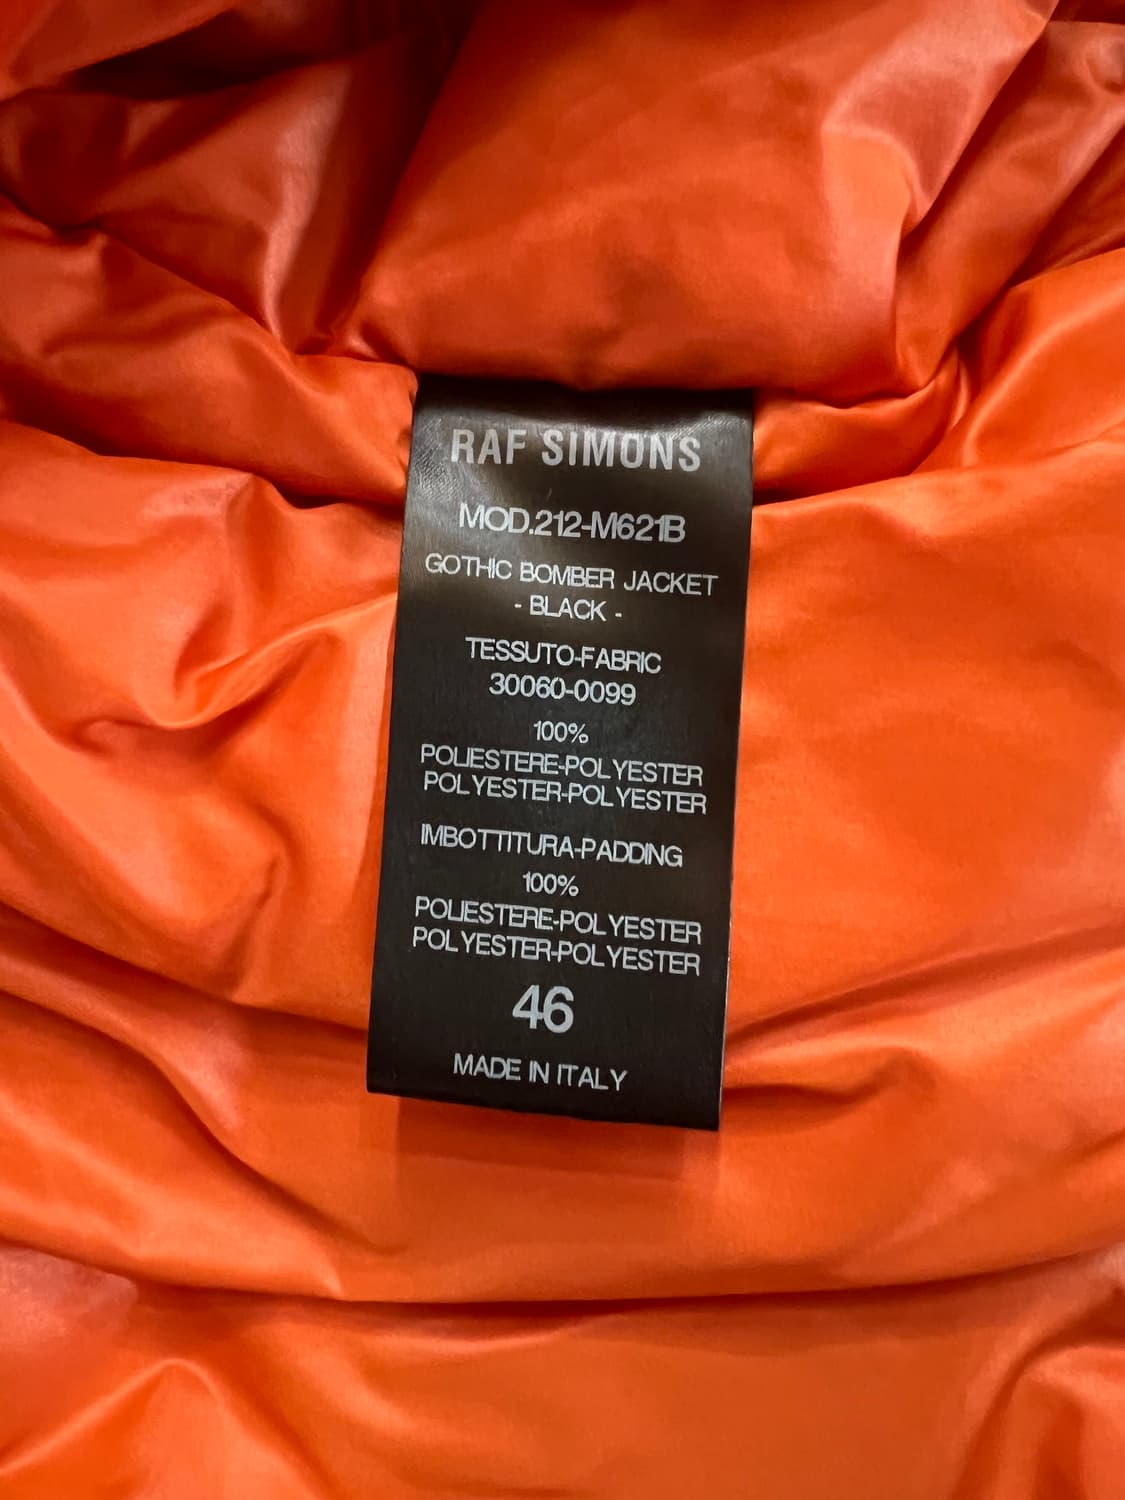 RAF SIMONS
MOD.212-M621B
GOTHIC BOMBER JACKET
- BLACK -
TESSUTO-FABRIC
30060-0099
100%
POLIESTERE-POLYESTER
POLYESTER-POLYESTER
IMBOTTITURA-PADDING
100%
POLIESTERE-POLYESTER
POLYESTER-POLYESTER
46
MADE IN ITALY